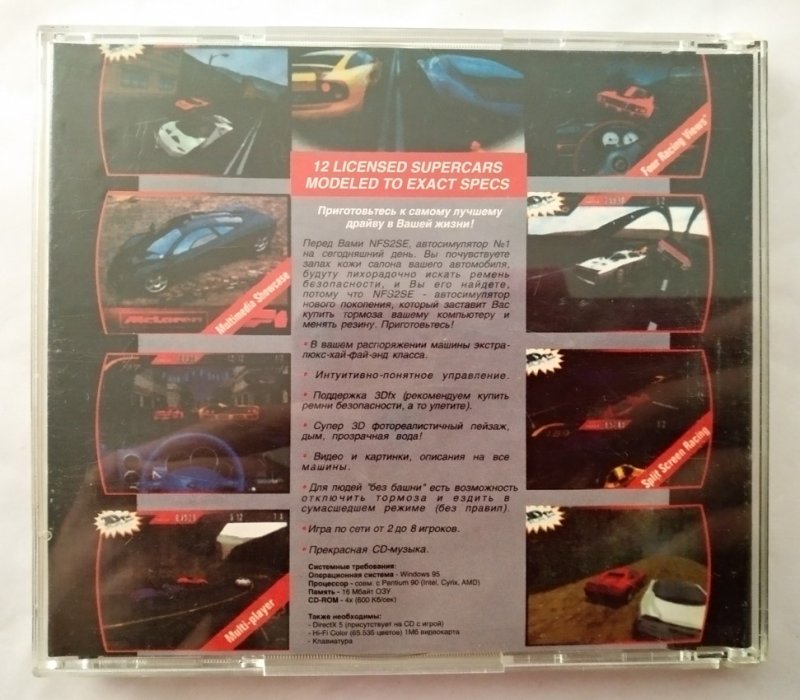 12 LICENSED SUPERCARS
MODELED TO EXACT SPECS
Four Racing Views
Приготовьтесь к самому лучшему
драйву в Вашей жизни!
Перед Вами NFS2SE, автосимулятор №1
на сегодняшний день. Вы почувствуете
запах кожи салона вашего автомобиля,
будуту лихорадочно искать ремень
безопасности, и Вы его найдете,
потому что NFS2SE - автосимулятор
нового поколения, который заставит Вас
купить тормоза вашему компьютеру и
менять резину. Приготовьтесь!
Multimedia Showcase
McLaren F1
• В вашем распоряжении машины экстра-
люкс-хай-фай-энд класса.
• Интуитивно-понятное управление.
• Поддержка 3Dfx (рекомендуем купить
ремни безопасности, а то улетите).
• Супер 3D фотореалистичный пейзаж,
дым, прозрачная вода!
• Видео и картинки, описания на все
машины.
• Для людей "без башни" есть возможность
отключить тормоза и ездить в
сумасшедшем режиме (без правил).
• Игра по сети от 2 до 8 игроков.
• Прекрасная CD-музыка.
Split Screen Racing
Multi-player
Системные требования:
Операционная система - Windows 95
Процессор - совм. с Pentium 90 (Intel, Cyrix, AMD)
Память - 16 Мбайт ОЗУ
CD-ROM - 4x (600 Кб/сек)
Также необходимы:
- DirectX 5 (присутствует на CD с игрой)
- Hi-Fi Color (65.535 цветов) 1Мб видеокарта
- Клавиатура